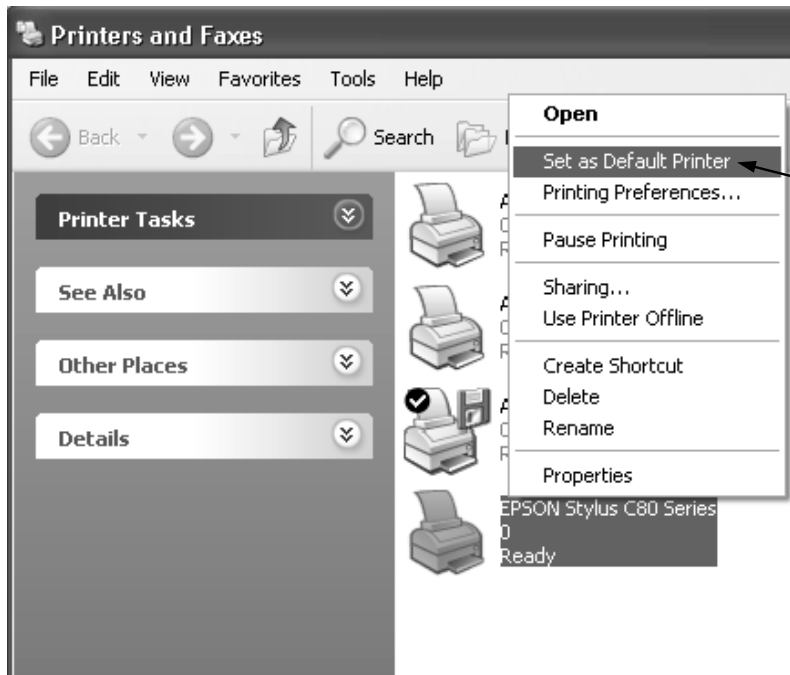 Printers and Faxes
File Edit View Favorites Tools Help
Back Search
Printer Tasks
See Also
Other Places
Details
Open
Set as Default Printer
Printing Preferences...
Pause Printing
Sharing...
Use Printer Offline
Create Shortcut
Delete
Rename
Properties
EPSON Stylus C80 Series
0
Ready